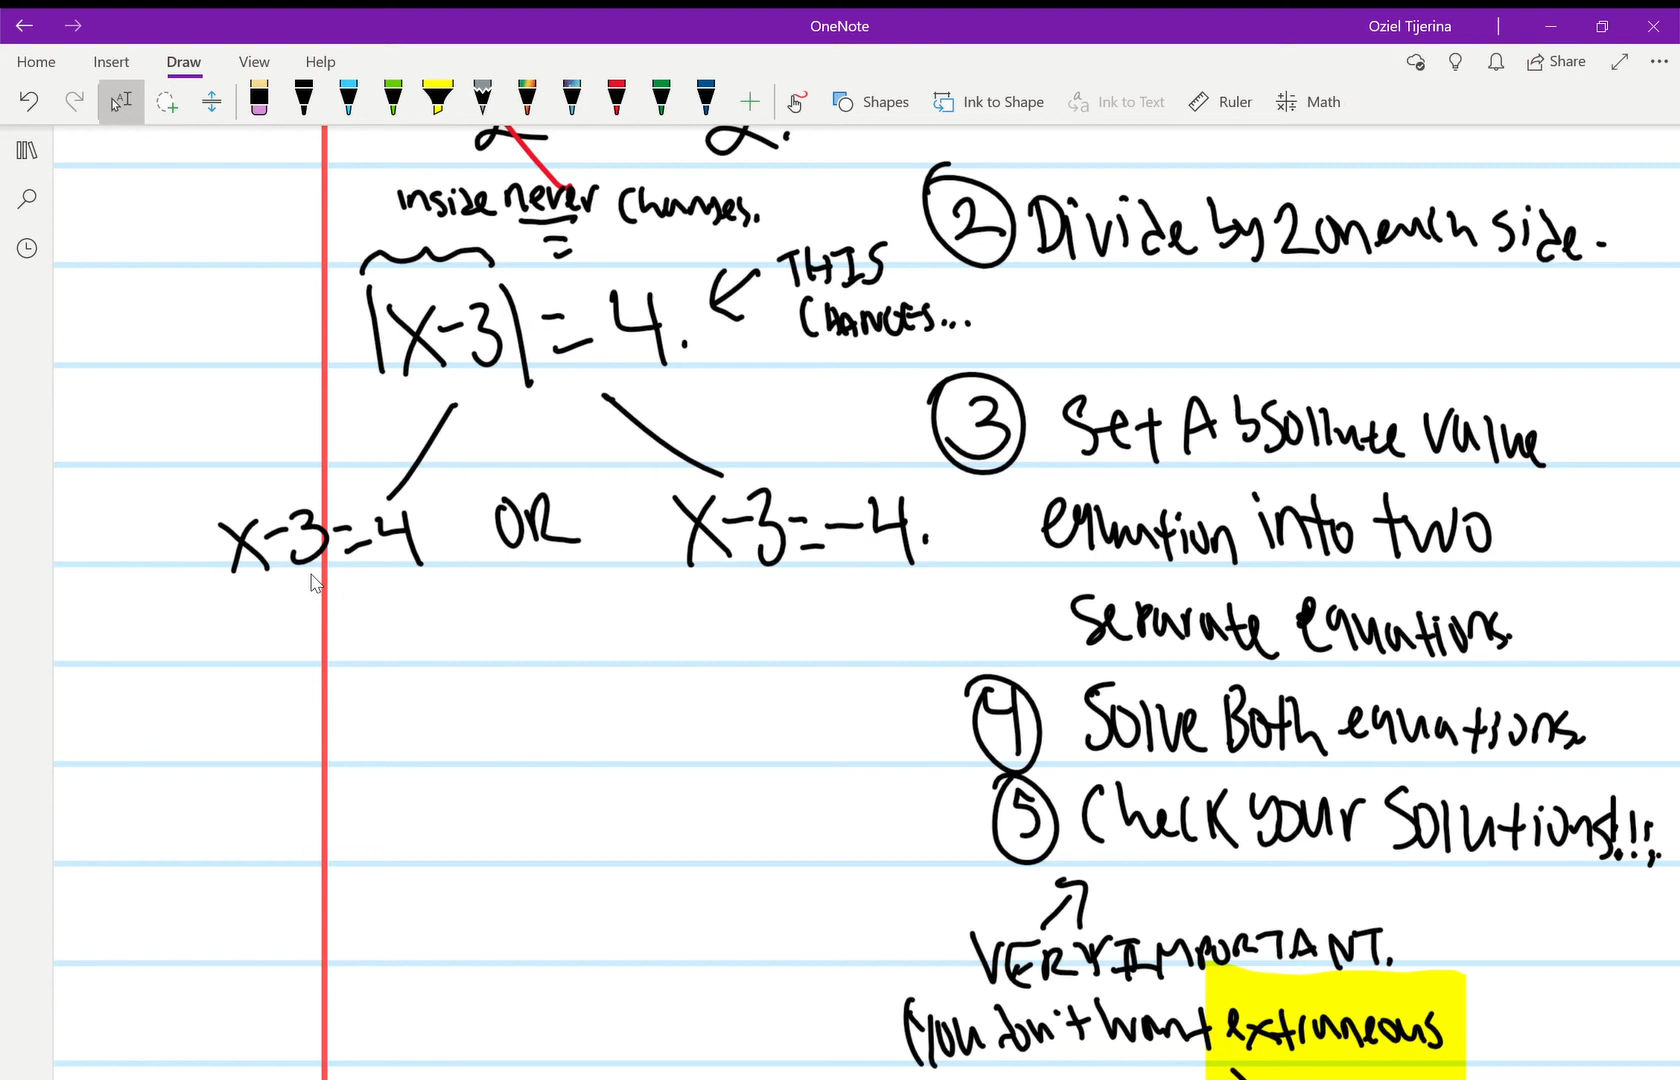 OneNote
Oziel Tijerina
Home Insert Draw View Help
Share
Shapes Ink to Shape Ink to Text Ruler Math
2 2.
inside never changes.
② Divide by 2 on each side.
|x-3| = 4. ← THIS
CHANGES...
③ Set Absolute value
x-3=4 OR x-3=-4.
equation into two
separate equations.
④ Solve Both equations.
⑤ Check your Solutions!!!
VERY IMPORTANT.
(you don't want extraneous